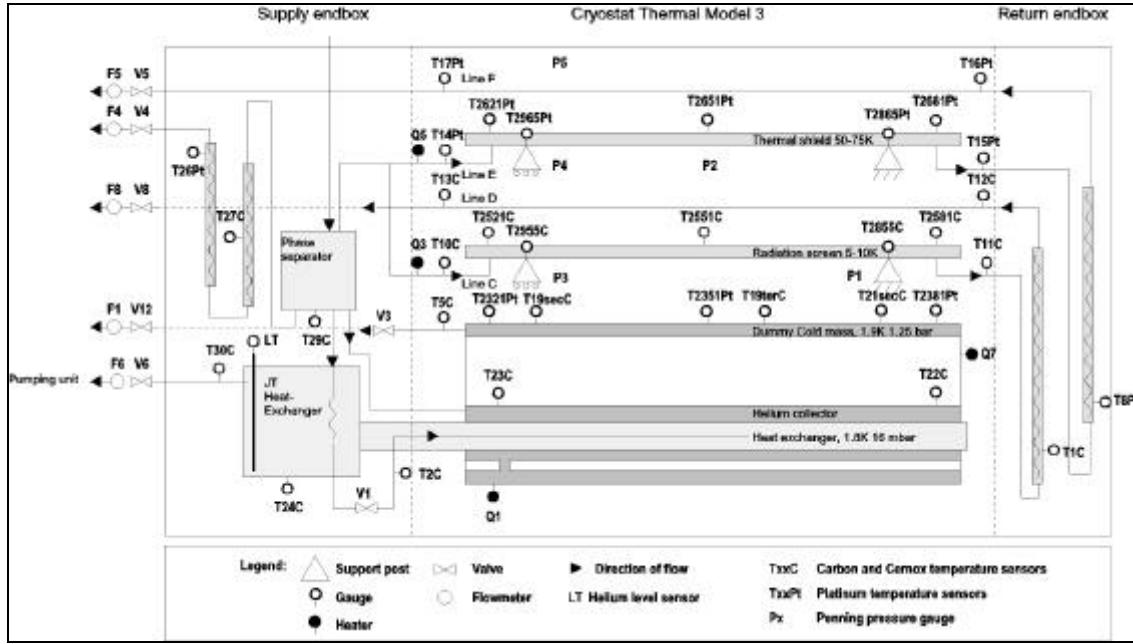 Supply endbox Cryostat Thermal Model 3 Return endbox
F5 V5 T17Pt Line F P5 T16Pt
F4 V4 T2621Pt T2965Pt T2651Pt T2865Pt T2681Pt
Q5 T14Pt Thermal shield 50-75K T15Pt
T26Pt Line E P4 P2
F8 V8 T13C Line D T12C
T27C T2521C T2955C T2551C T2855C T2581C
Phase separator Q3 T10C Radiation screen 5-10K T11C
Line C P3 P1
F1 V12 T5C T2321Pt T19secC T2351Pt T19terC T21secC T2381Pt
V3
T29C Dummy Cold mass, 1.9K 1.25 bar
LT
T30C Q7
F6 V6
Pumping unit
JT Heat-Exchanger T23C T22C
T8P
Helium collector
Heat exchanger, 1.8K 16 mbar
T1C
T2C
V1
T24C
Q1
Legend: Support post Valve Direction of flow TxxC Carbon and Cernox temperature sensors
Gauge Flowmeter LT Helium level sensor TxxPt Platinum temperature sensors
Heater Px Penning pressure gauge